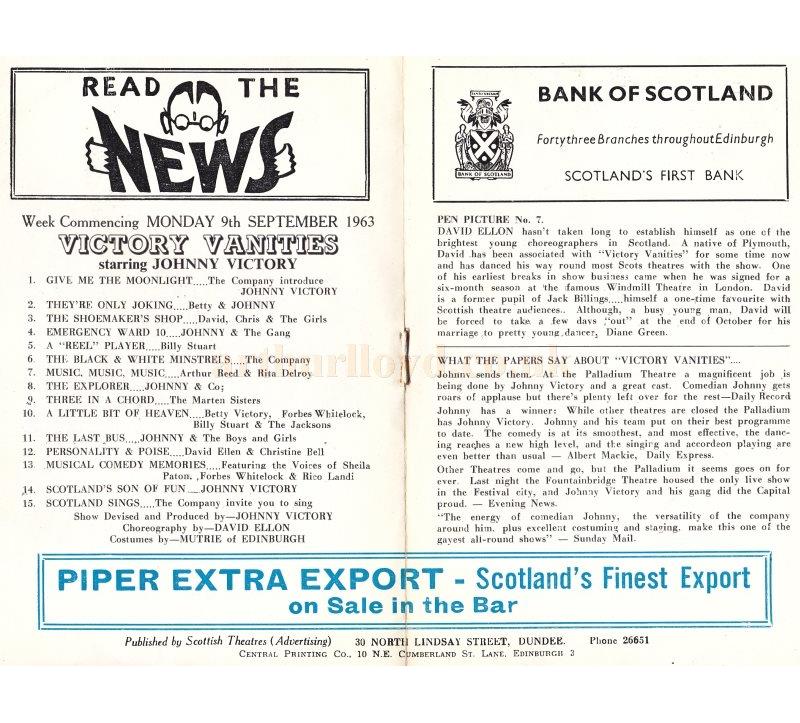 READ THE
NEWS
Week Commencing MONDAY 9th SEPTEMBER 1963
VICTORY VANITIES
starring JOHNNY VICTORY
1. GIVE ME THE MOONLIGHT.....The Company introduce
JOHNNY VICTORY
2. THEY'RE ONLY JOKING.....Betty & JOHNNY
3. THE SHOEMAKER'S SHOP.....David, Chris & The Girls
4. EMERGENCY WARD 10.....JOHNNY & The Gang
5. A "REEL" PLAYER.....Billy Stuart
6. THE BLACK & WHITE MINSTRELS.....The Company
7. MUSIC, MUSIC, MUSIC.....Arthur Reed & Rita Delroy
8. THE EXPLORER.....JOHNNY & Co;
9. THREE IN A CHORD.....The Marten Sisters
10. A LITTLE BIT OF HEAVEN.....Betty Victory, Forbes Whitelock,
Billy Stuart & The Jacksons
11. THE LAST BUS.....JOHNNY & The Boys and Girls
12. PERSONALITY & POISE.....David Ellen & Christine Bell
13. MUSICAL COMEDY MEMORIES.....Featuring the Voices of Sheila
Paton, Forbes Whitelock & Rico Landi
14. SCOTLAND'S SON OF FUN.....JOHNNY VICTORY
15. SCOTLAND SINGS.....The Company invite you to sing
Show Devised and Produced by—JOHNNY VICTORY
Choreography by—DAVID ELLON
Costumes by—MUTRIE OF EDINBURGH
BANK OF SCOTLAND
BANK OF SCOTLAND
Forty three Branches throughout Edinburgh
SCOTLAND'S FIRST BANK
PEN PICTURE No. 7.
DAVID ELLON hasn't taken long to establish himself as one of the
brightest young choreographers in Scotland. A native of Plymouth,
David has been associated with "Victory Vanities" for some time now
and has danced his way round most Scots theatres with the show. One
of his earliest breaks in show business came when he was signed for a
six-month season at the famous Windmill Theatre in London. David
is a former pupil of Jack Billings.....himself a one-time favourite with
Scottish theatre audiences.. Although, a busy young man, David will
be forced to take a few days "out" at the end of October for his
marriage to pretty young dancer, Diane Green.
WHAT THE PAPERS SAY ABOUT "VICTORY VANITIES"....
Johnny sends them. At the Palladium Theatre a magnificent job is
being done by Johnny Victory and a great cast. Comedian Johnny gets
roars of applause but there's plenty left over for the rest—Daily Record
Johnny has a winner: While other theatres are closed the Palladium
has Johnny Victory. Johnny and his team put on their best programme
to date. The comedy is at its smoothest, and most effective, the danc-
ing reaches a new high level, and the singing and accordeon playing are
even better than usual — Albert Mackie, Daily Express.
Other Theatres come and go, but the Palladium it seems goes on for
ever. Last night the Fountainbridge Theatre housed the only live show
in the Festival city, and Johnny Victory and his gang did the Capital
proud. — Evening News.
"The energy of comedian Johnny, the versatility of the company
around him, plus excellent costuming and staging, make this one of the
gayest all-round shows" — Sunday Mail.
PIPER EXTRA EXPORT - Scotland's Finest Export
on Sale in the Bar
Published by Scottish Theatres (Advertising) 30 NORTH LINDSAY STREET, DUNDEE. Phone 26651
CENTRAL PRINTING CO., 10 N.E. CUMBERLAND ST. LANE, EDINBURGH 3